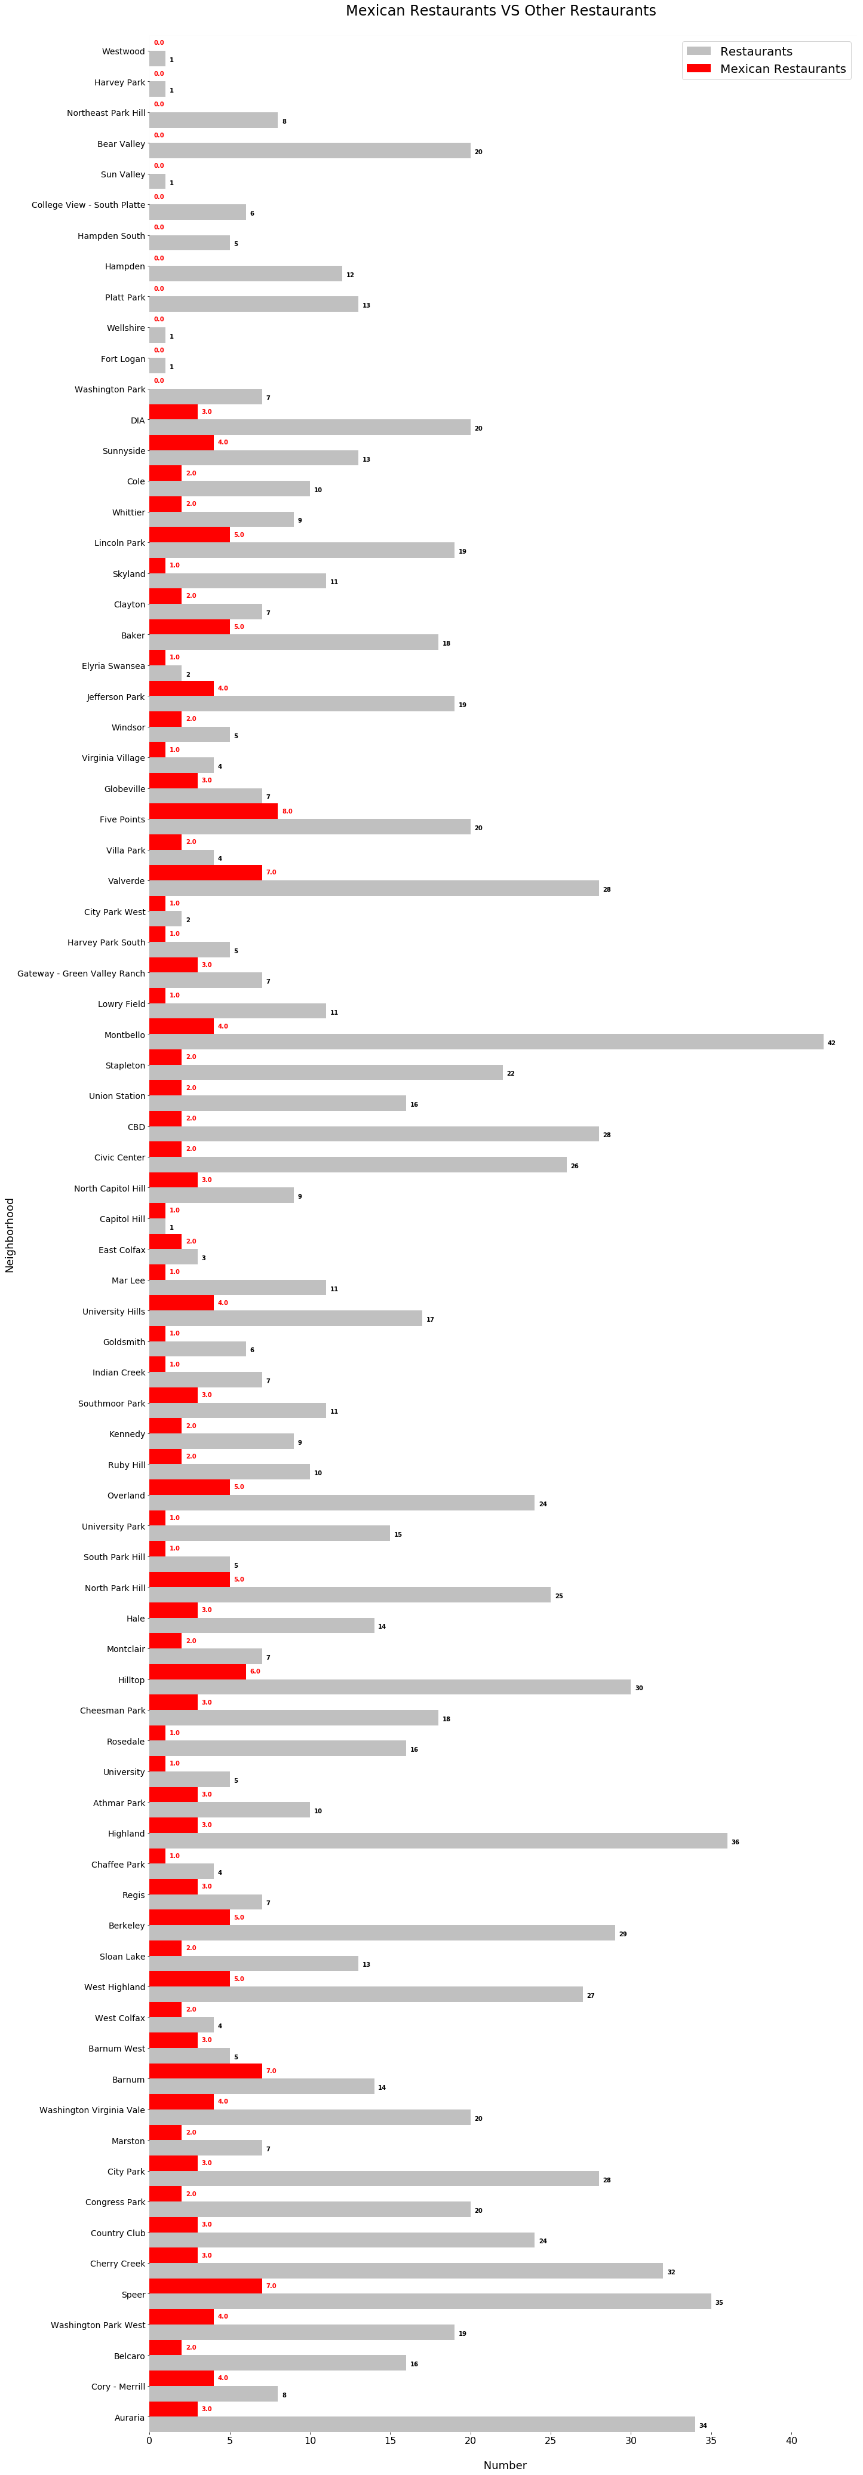 Mexican Restaurants VS Other Restaurants
Restaurants
Mexican Restaurants
Westwood 0.0 1
Harvey Park 0.0 1
Northeast Park Hill 0.0 8
Bear Valley 0.0 20
Sun Valley 0.0 1
College View - South Platte 0.0 6
Hampden South 0.0 5
Hampden 0.0 12
Platt Park 0.0 13
Wellshire 0.0 1
Fort Logan 0.0 1
Washington Park 0.0 7
DIA 3.0 20
Sunnyside 4.0 13
Cole 2.0 10
Whittier 2.0 9
Lincoln Park 5.0 19
Skyland 1.0 11
Clayton 2.0 7
Baker 5.0 18
Elyria Swansea 1.0 2
Jefferson Park 4.0 19
Windsor 2.0 5
Virginia Village 1.0 4
Globeville 3.0 7
Five Points 8.0 20
Villa Park 2.0 4
Valverde 7.0 28
City Park West 1.0 2
Harvey Park South 1.0 5
Gateway - Green Valley Ranch 3.0 7
Lowry Field 1.0 11
Montbello 4.0 42
Stapleton 2.0 22
Union Station 2.0 16
CBD 2.0 28
Civic Center 2.0 26
North Capitol Hill 3.0 9
Capitol Hill 1.0 1
East Colfax 2.0 3
Mar Lee 1.0 11
University Hills 4.0 17
Goldsmith 1.0 6
Indian Creek 1.0 7
Southmoor Park 3.0 11
Kennedy 2.0 9
Ruby Hill 2.0 10
Overland 5.0 24
University Park 1.0 15
South Park Hill 1.0 5
North Park Hill 5.0 25
Hale 3.0 14
Montclair 2.0 7
Hilltop 6.0 30
Cheesman Park 3.0 18
Rosedale 1.0 16
University 1.0 5
Athmar Park 3.0 10
Highland 3.0 36
Chaffee Park 1.0 4
Regis 3.0 7
Berkeley 5.0 29
Sloan Lake 2.0 13
West Highland 5.0 27
West Colfax 2.0 4
Barnum West 3.0 5
Barnum 7.0 14
Washington Virginia Vale 4.0 20
Marston 2.0 7
City Park 3.0 28
Congress Park 2.0 20
Country Club 3.0 24
Cherry Creek 3.0 32
Speer 7.0 35
Washington Park West 4.0 19
Belcaro 2.0 16
Cory - Merrill 4.0 8
Auraria 3.0 34
Neighborhood
0 5 10 15 20 25 30 35 40
Number